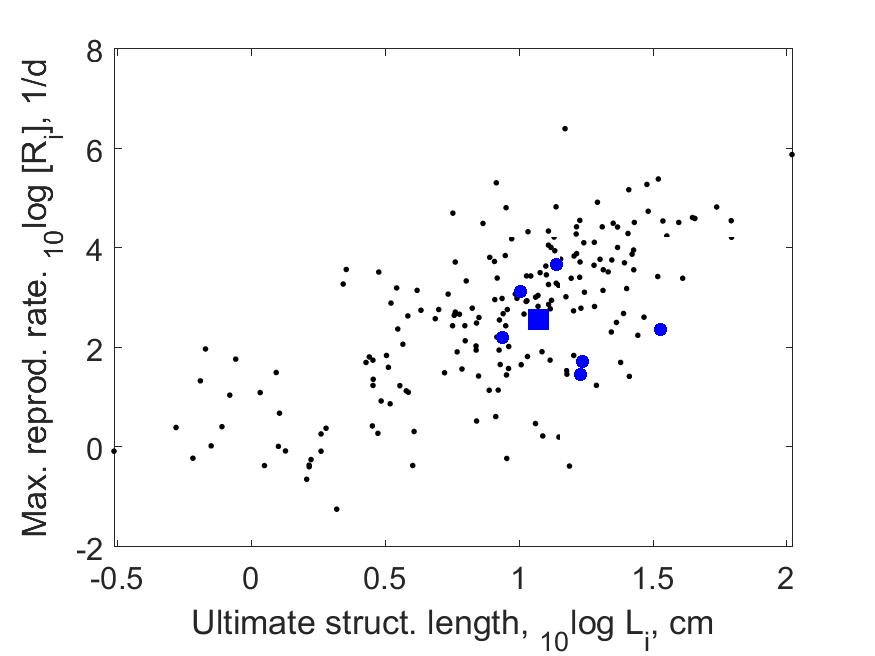 8
6
4
2
0
-2
Max. reprod. rate. 10log [Ri], 1/d
-0.5 0 0.5 1 1.5 2
Ultimate struct. length, 10log Li, cm